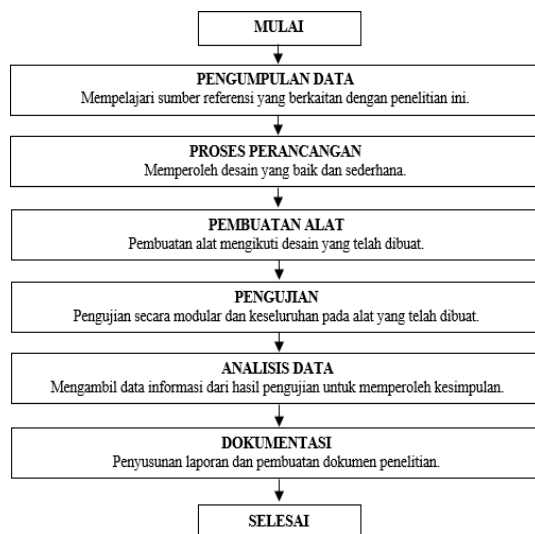 MULAI
PENGUMPULAN DATA
Mempelajari sumber referensi yang berkaitan dengan penelitian ini.
PROSES PERANCANGAN
Memperoleh desain yang baik dan sederhana.
PEMBUATAN ALAT
Pembuatan alat mengikuti desain yang telah dibuat.
PENGUJIAN
Pengujian secara modular dan keseluruhan pada alat yang telah dibuat.
ANALISIS DATA
Mengambil data informasi dari hasil pengujian untuk memperoleh kesimpulan.
DOKUMENTASI
Penyusunan laporan dan pembuatan dokumen penelitian.
SELESAI